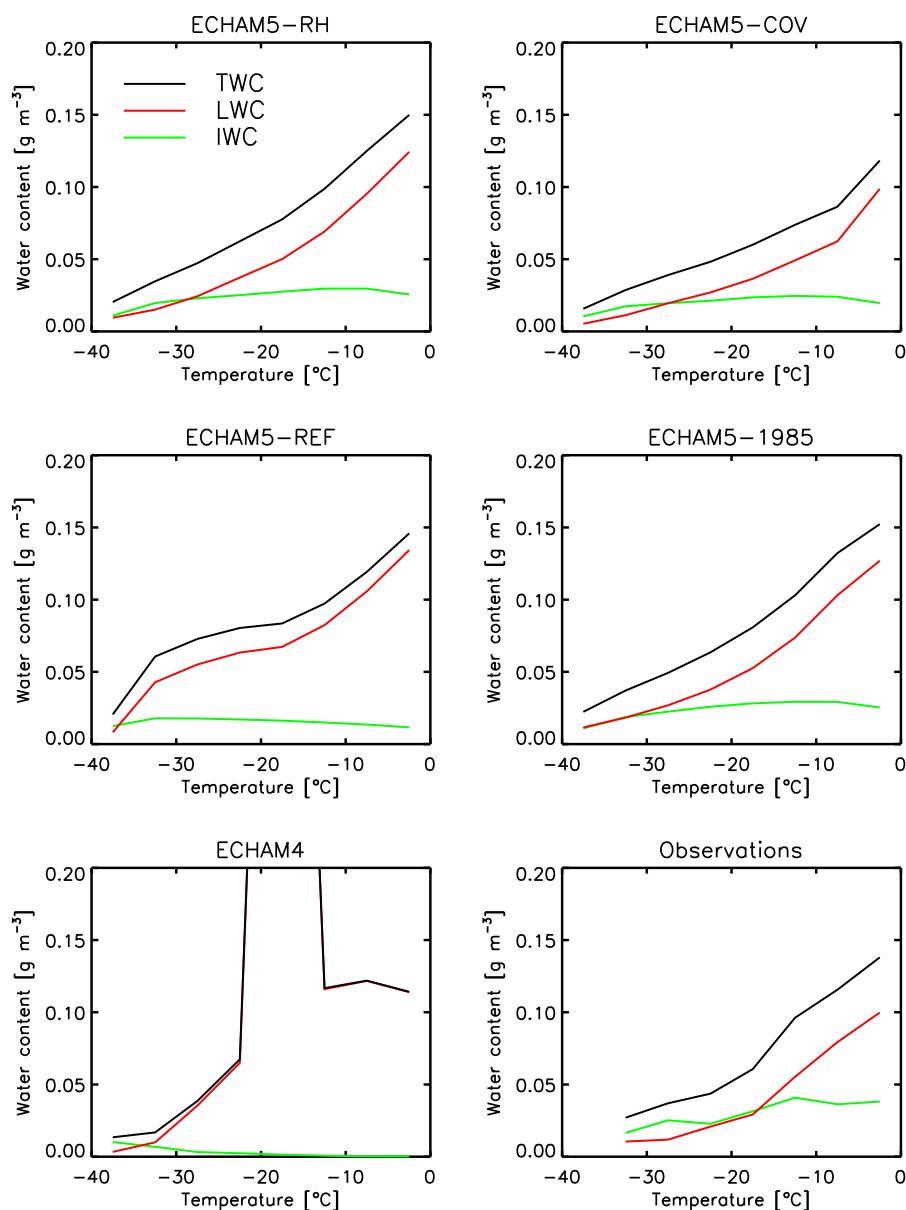 ECHAM5-RH
0.20
0.15
0.10
0.05
0.00
Water content [g m⁻³]
TWC
LWC
IWC
-40 -30 -20 -10 0
Temperature [°C]
ECHAM5-COV
0.20
0.15
0.10
0.05
0.00
Water content [g m⁻³]
-40 -30 -20 -10 0
Temperature [°C]
ECHAM5-REF
0.20
0.15
0.10
0.05
0.00
Water content [g m⁻³]
-40 -30 -20 -10 0
Temperature [°C]
ECHAM5-1985
0.20
0.15
0.10
0.05
0.00
Water content [g m⁻³]
-40 -30 -20 -10 0
Temperature [°C]
ECHAM4
0.20
0.15
0.10
0.05
0.00
Water content [g m⁻³]
-40 -30 -20 -10 0
Temperature [°C]
Observations
0.20
0.15
0.10
0.05
0.00
Water content [g m⁻³]
-40 -30 -20 -10 0
Temperature [°C]